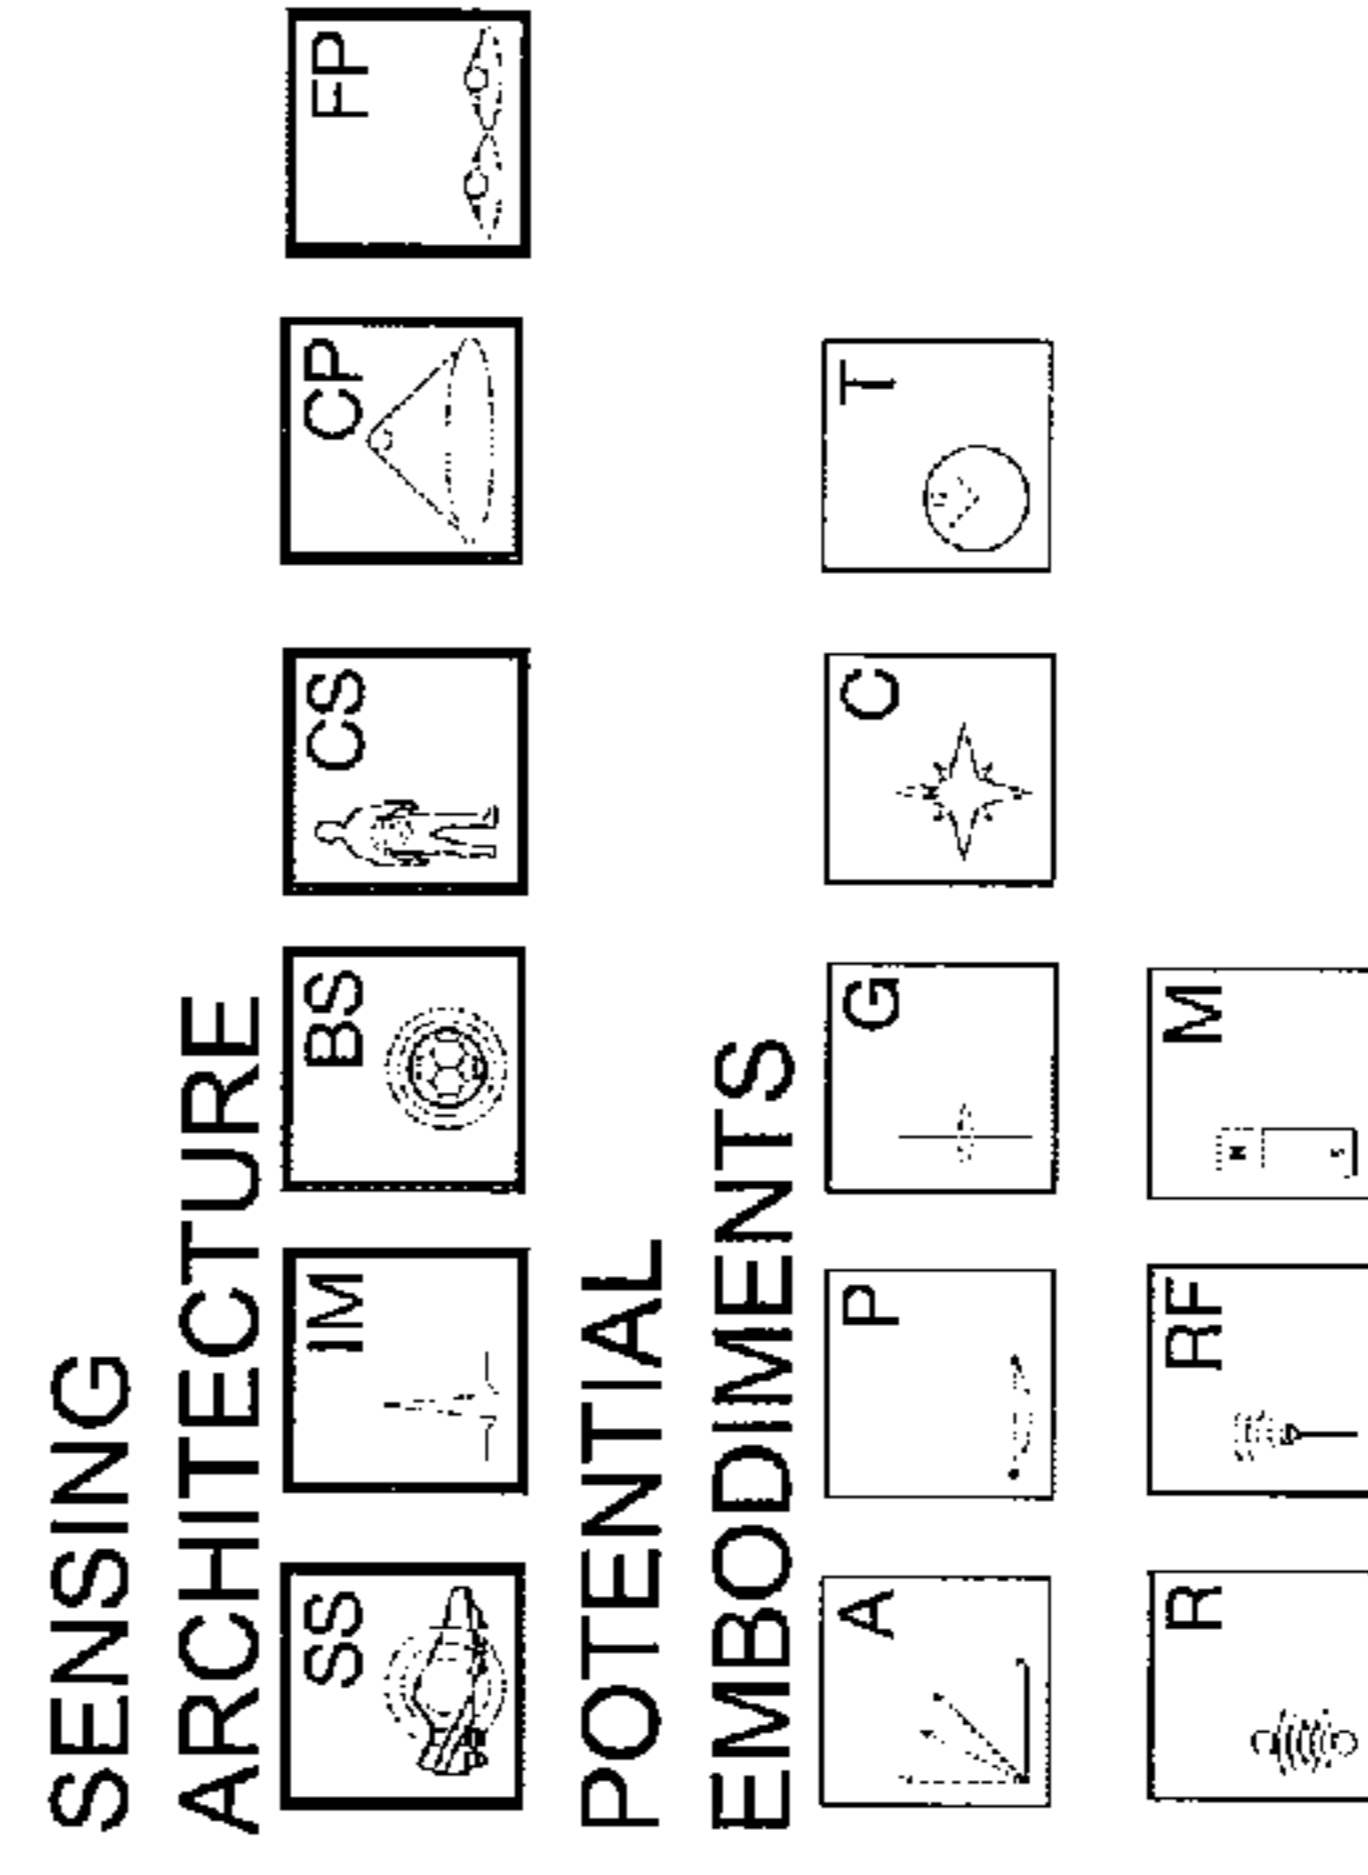 SENSING
ARCHITECTURE
SS IM BS CS CP FP
POTENTIAL
EMBODIMENTS
A P G C T
R RF M
N
S